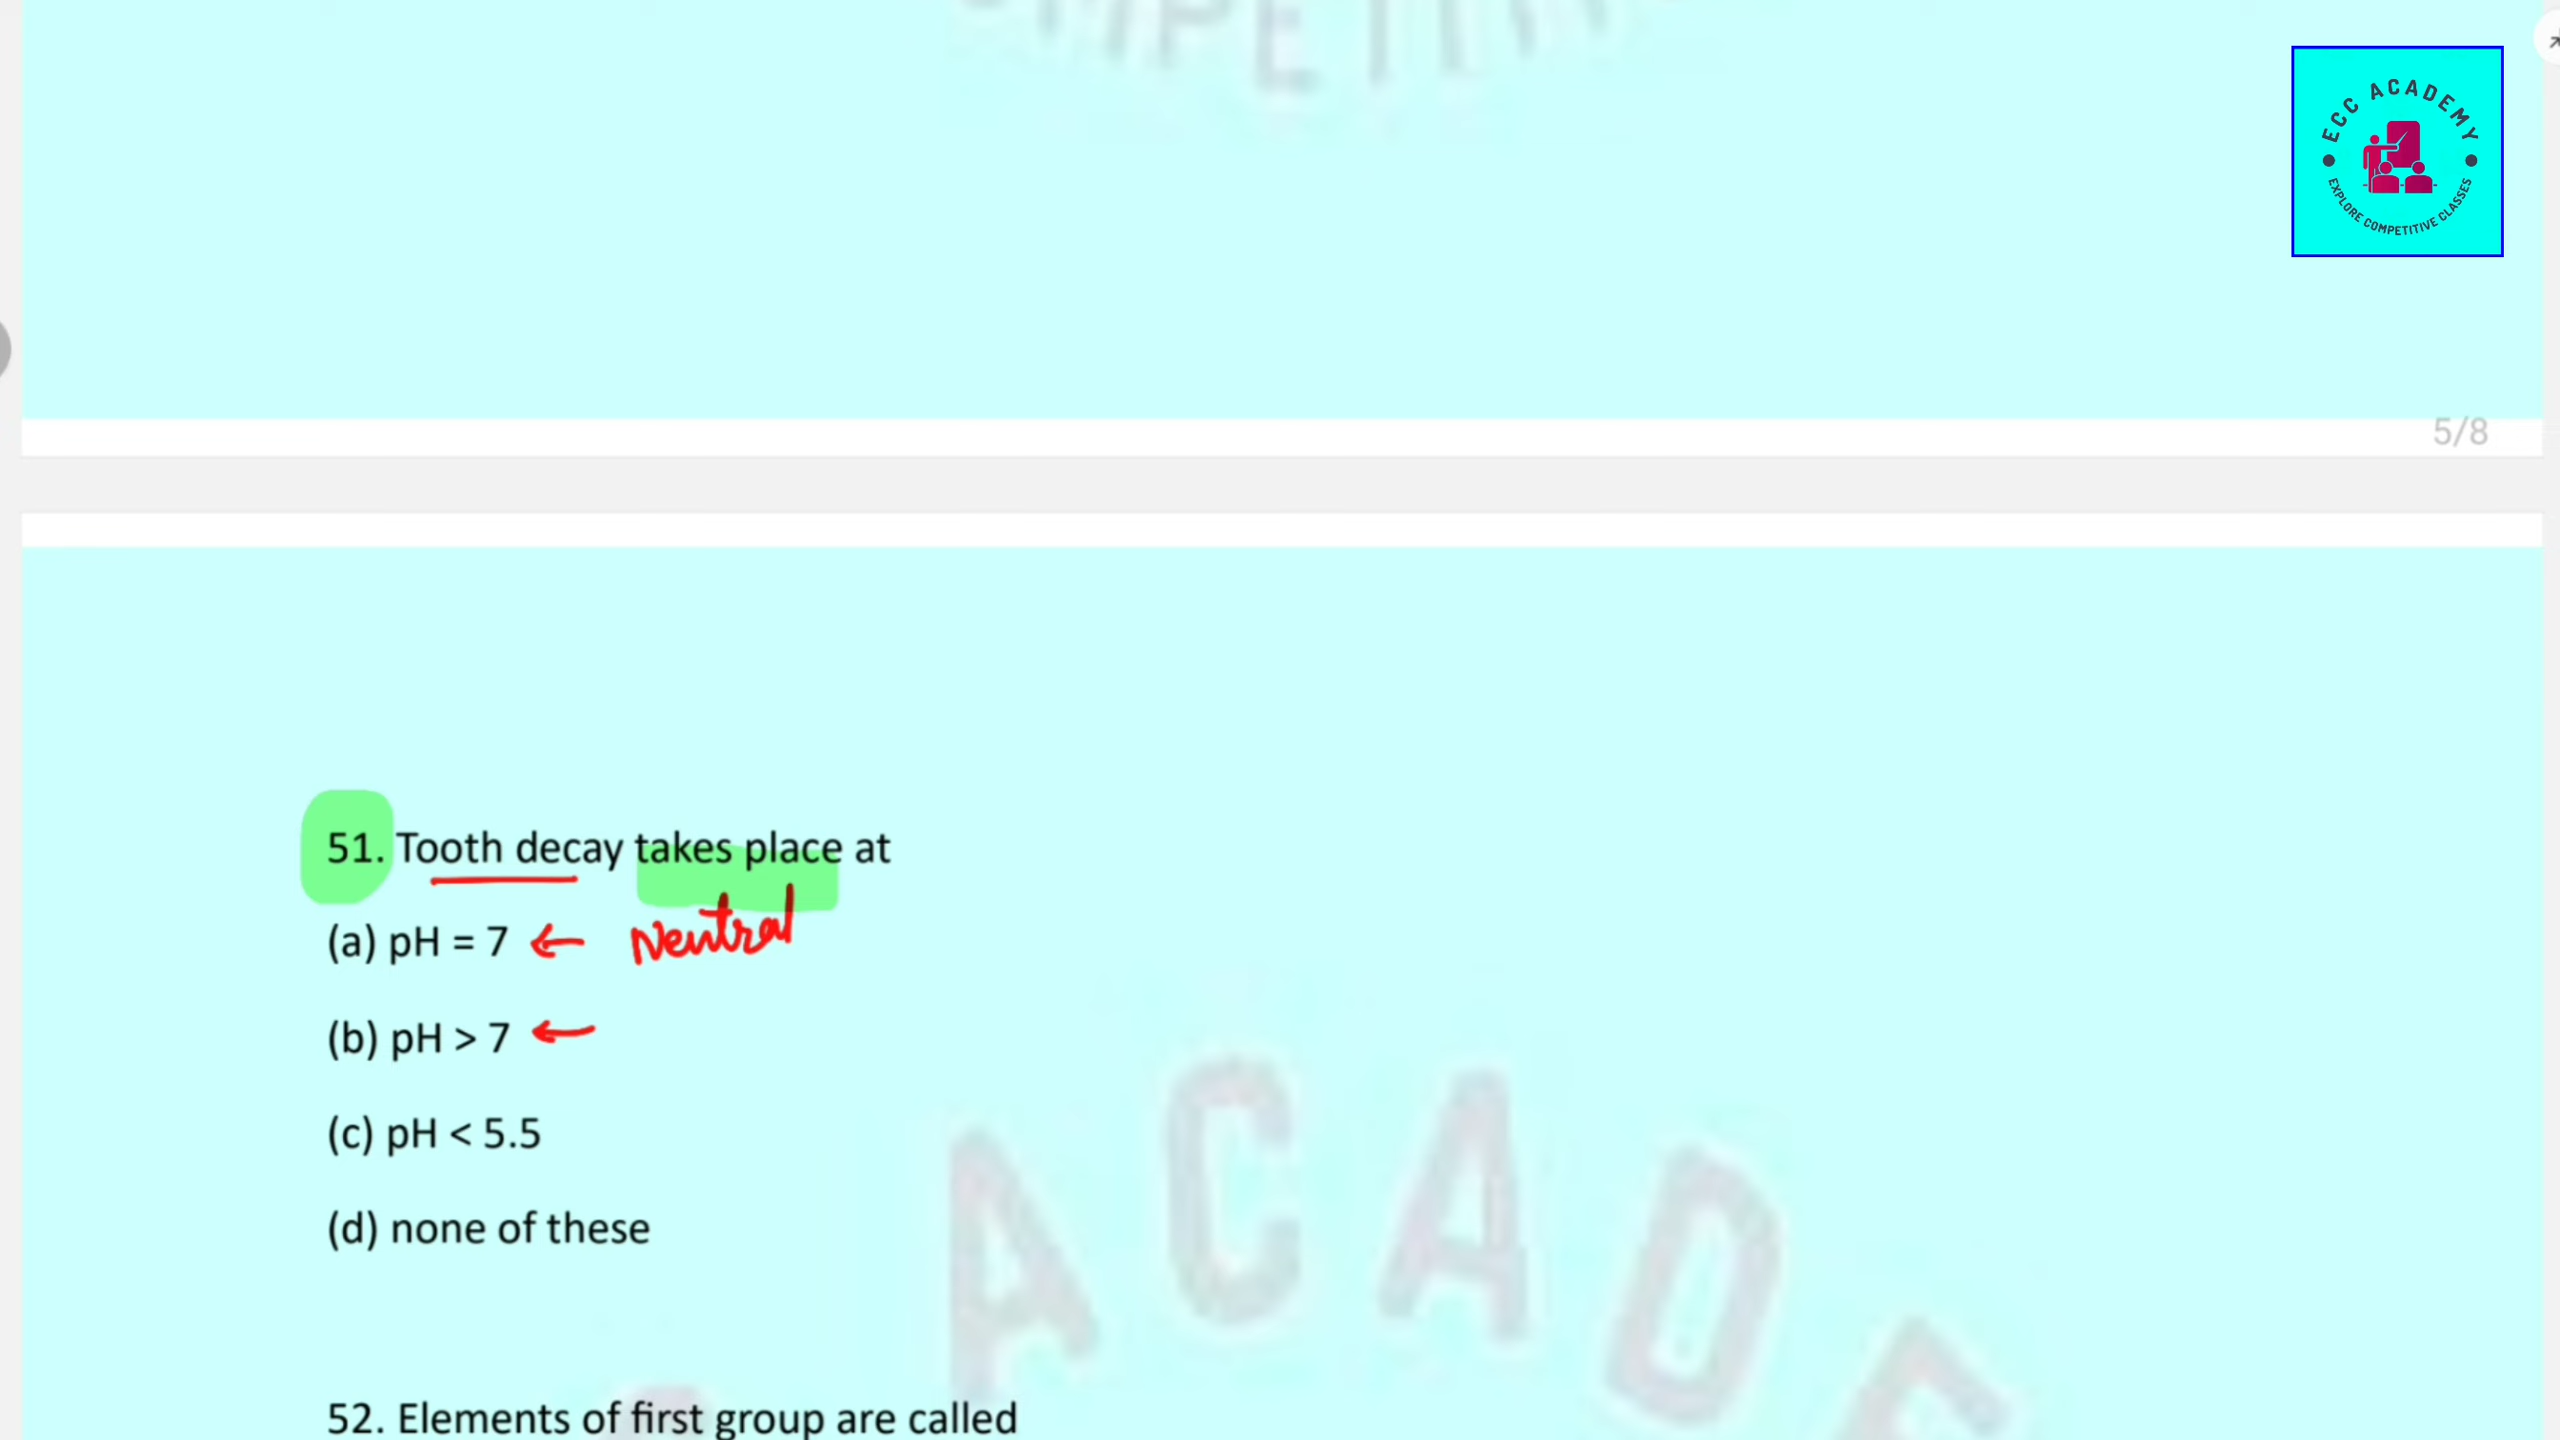 ECC ACADEMY
EXPLORE COMPETITIVE CLASSES
5/8
51. Tooth decay takes place at
(a) pH = 7 ← Neutral
(b) pH > 7 ←
(c) pH < 5.5
(d) none of these
52. Elements of first group are called